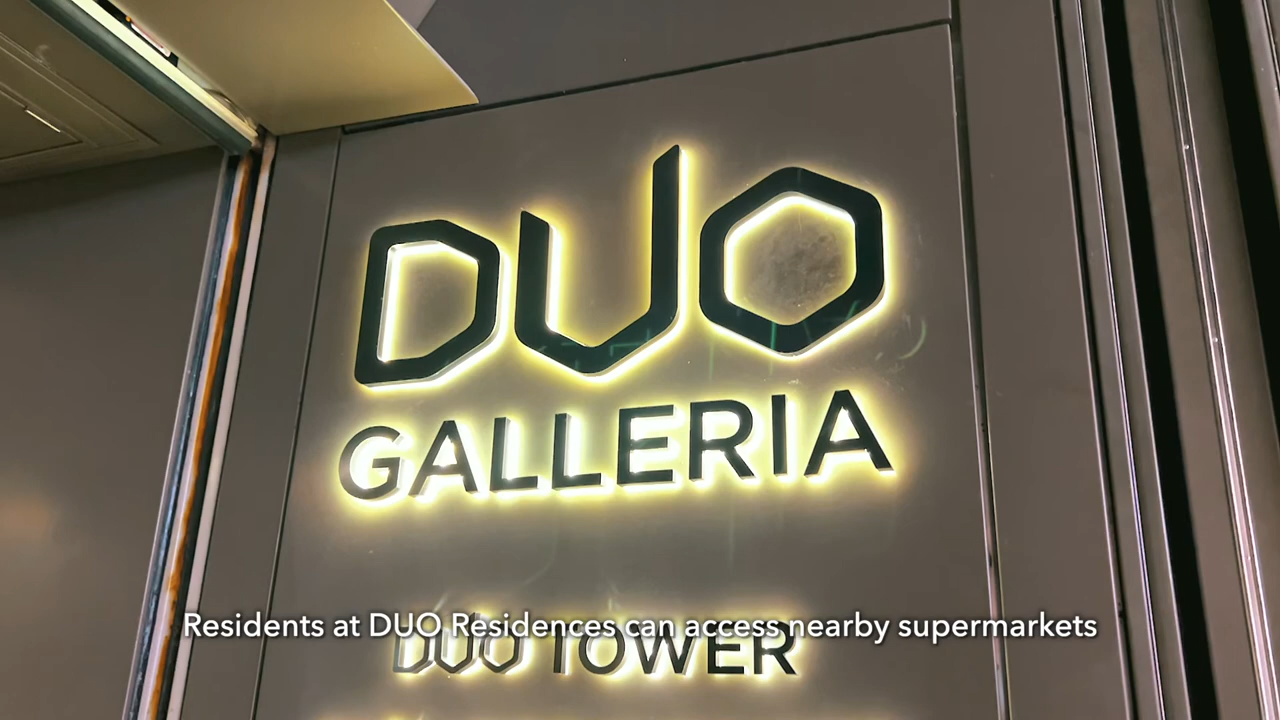 DUO
GALLERIA
Residents at DUO Residences can access nearby supermarkets
DUO TOWER